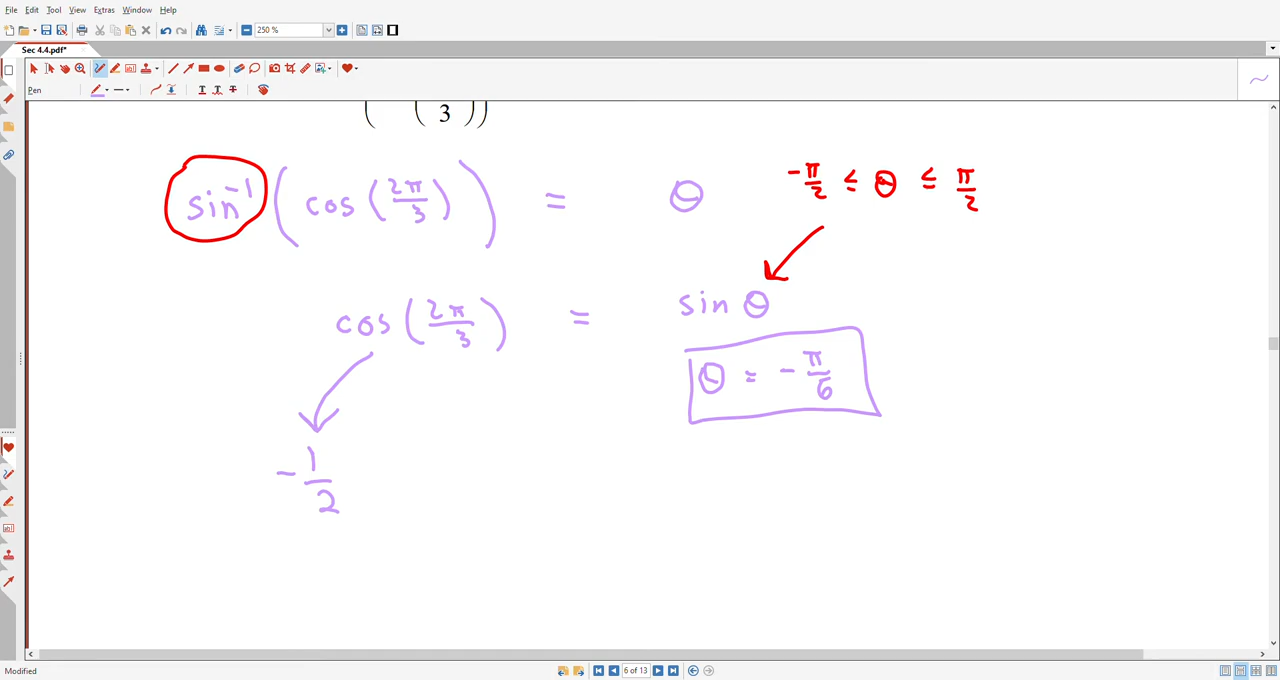 File Edit Tool View Extras Window Help
250 %
Sec 4.4.pdf*
Pen
( ( 3 ))
sin⁻¹ ( cos ( 2π/3 ) ) = θ
-π/2 ≤ θ ≤ π/2
cos ( 2π/3 ) = sin θ
θ = - π/6
- 1/2
Modified
6 of 13